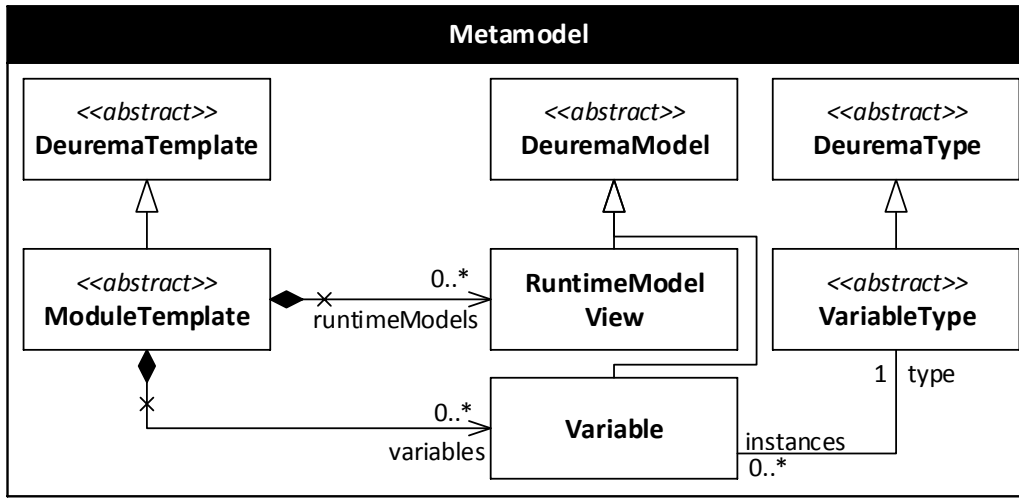 Metamodel
<<abstract>>
DeuremaTemplate
<<abstract>>
DeuremaModel
<<abstract>>
DeuremaType
<<abstract>>
ModuleTemplate
0..*
runtimeModels
RuntimeModel
View
<<abstract>>
VariableType
1 type
0..*
variables
Variable
instances
0..*